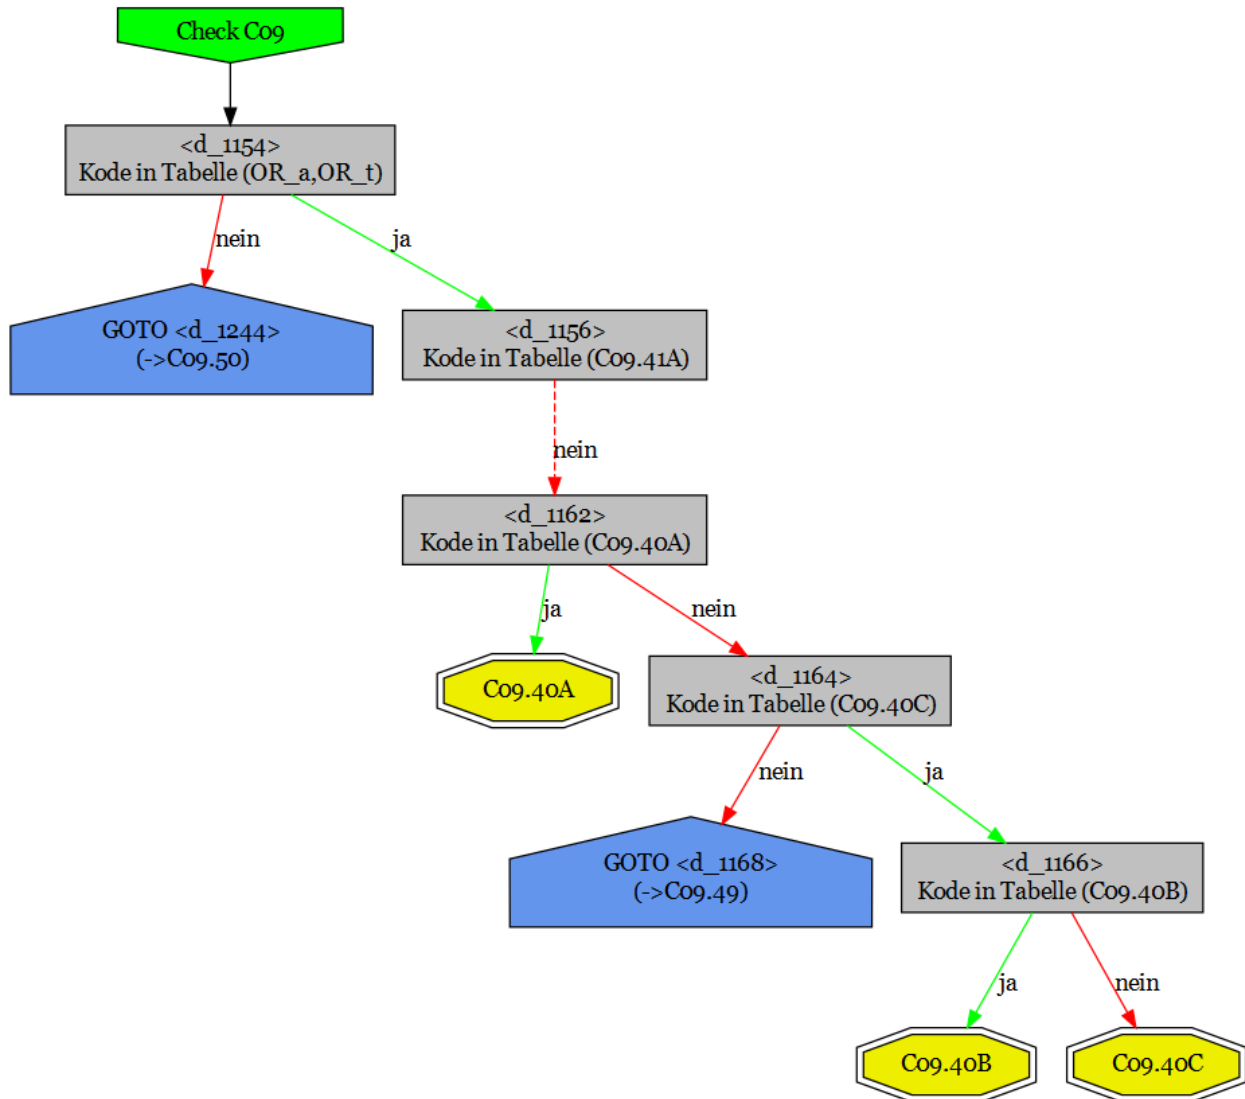 Check C09
<d_1154>
Kode in Tabelle (OR_a,OR_t)
nein
ja
GOTO <d_1244>
(->C09.50)
<d_1156>
Kode in Tabelle (C09.41A)
nein
<d_1162>
Kode in Tabelle (C09.40A)
ja
nein
C09.40A
<d_1164>
Kode in Tabelle (C09.40C)
nein
ja
GOTO <d_1168>
(->C09.49)
<d_1166>
Kode in Tabelle (C09.40B)
ja
nein
C09.40B
C09.40C